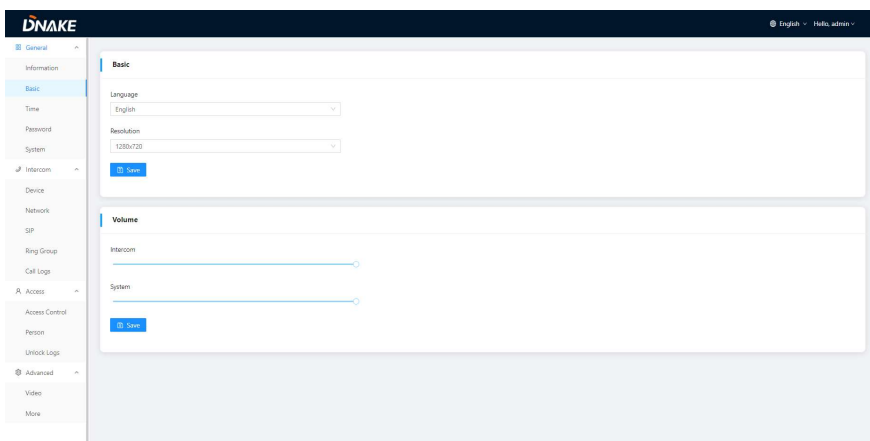 DNAKE
English
Hello, admin
General
Information
Basic
Time
Password
System
Intercom
Device
Network
SIP
Ring Group
Call Logs
Access
Access Control
Person
Unlock Logs
Advanced
Video
More
Basic
Language
English
Resolution
1280x720
Save
Volume
Intercom
System
Save